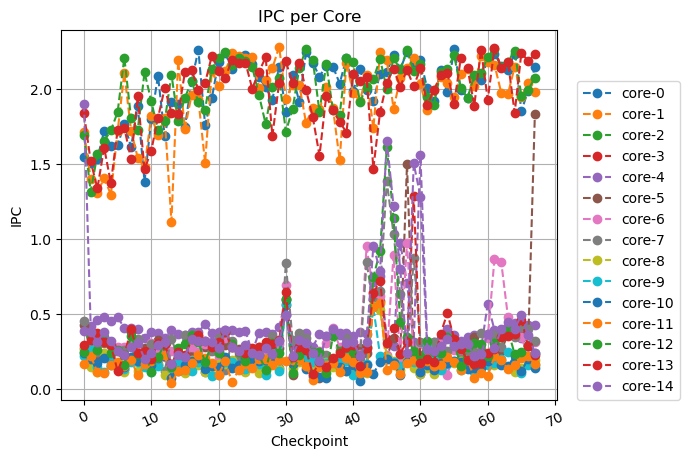 IPC per Core
IPC
2.0
1.5
1.0
0.5
0.0
0
10
20
30
40
50
60
70
Checkpoint
core-0
core-1
core-2
core-3
core-4
core-5
core-6
core-7
core-8
core-9
core-10
core-11
core-12
core-13
core-14